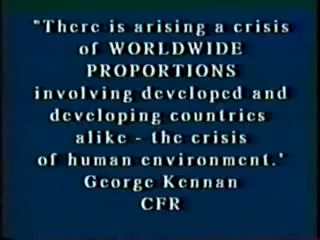 "There is arising a crisis
of WORLDWIDE
PROPORTIONS
involving developed and
developing countries
alike - the crisis
of human environment.'
George Kennan
CFR